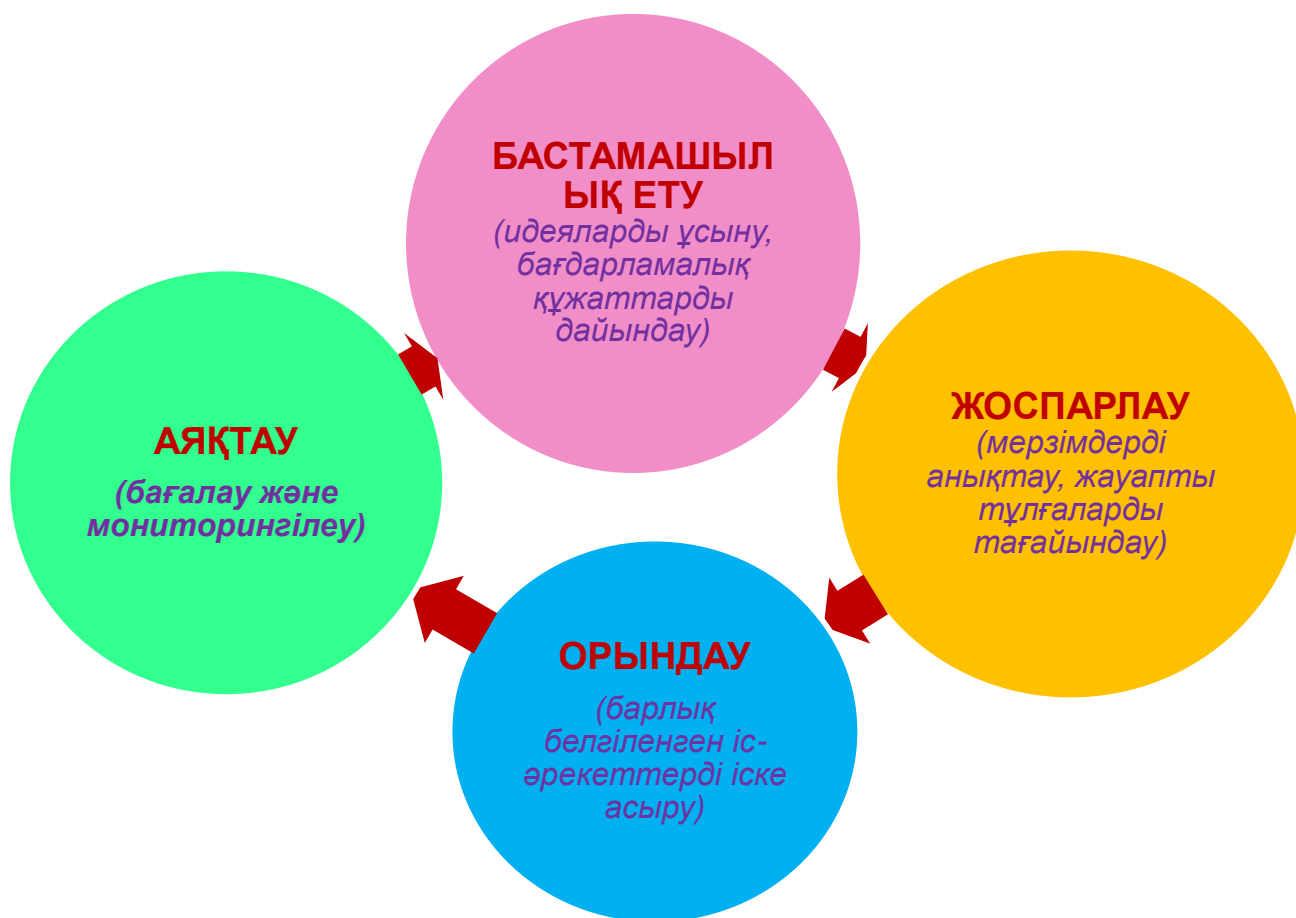 БАСТАМАШЫЛ
ЫҚ ЕТУ
(идеяларды ұсыну,
бағдарламалық
құжаттарды
дайындау)
ЖОСПАРЛАУ
(мерзімдерді
анықтау, жауапты
тұлғаларды
тағайындау)
ОРЫНДАУ
(барлық
белгіленген іс-
әрекеттерді іске
асыру)
АЯҚТАУ
(бағалау және
мониторингілеу)